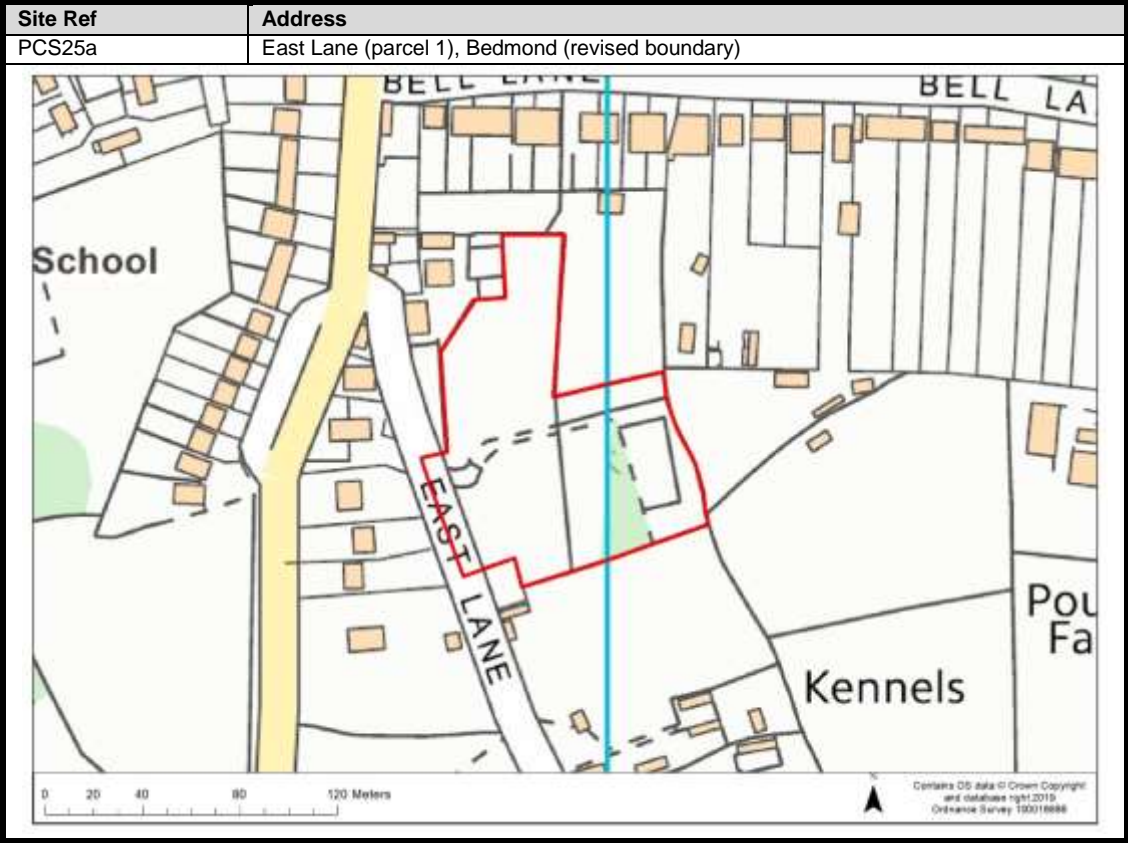 Site Ref Address
PCS25a East Lane (parcel 1), Bedmond (revised boundary)
BELL LANE
BELL LA
School
EAST LANE
Pou
Fa
Kennels
0 20 40 80 120 Meters
N
Contains OS data © Crown Copyright
and database right 2019
Ordnance Survey 100018686